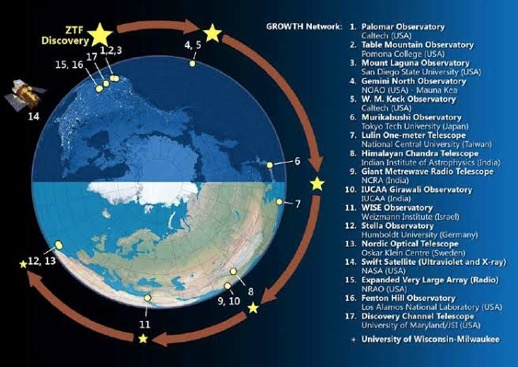 ZTF
Discovery
1,2,3
17
15, 16
14
4, 5
6
7
8
9, 10
11
12, 13
GROWTH Network:
1. Palomar Observatory
Caltech (USA)
2. Table Mountain Observatory
Pomona College (USA)
3. Mount Laguna Observatory
San Diego State University (USA)
4. Gemini North Observatory
NOAO (USA) - Mauna Kea
5. W. M. Keck Observatory
Caltech (USA)
6. Murikabushi Observatory
Tokyo Tech University (Japan)
7. Lulin One-meter Telescope
National Central University (Taiwan)
8. Himalayan Chandra Telescope
Indian Institute of Astrophysics (India)
9. Giant Metrewave Radio Telescope
NCRA (India)
10. IUCAA Girawali Observatory
IUCAA (India)
11. WISE Observatory
Weizmann Institute (Israel)
12. Stella Observatory
Humboldt University (Germany)
13. Nordic Optical Telescope
Oskar Klein Centre (Sweden)
14. Swift Satellite (Ultraviolet and X-ray)
NASA (USA)
15. Expanded Very Large Array (Radio)
NRAO (USA)
16. Fenton Hill Observatory
Los Alamos National Laboratory (USA)
17. Discovery Channel Telescope
University of Maryland/JSI (USA)
+ University of Wisconsin-Milwaukee